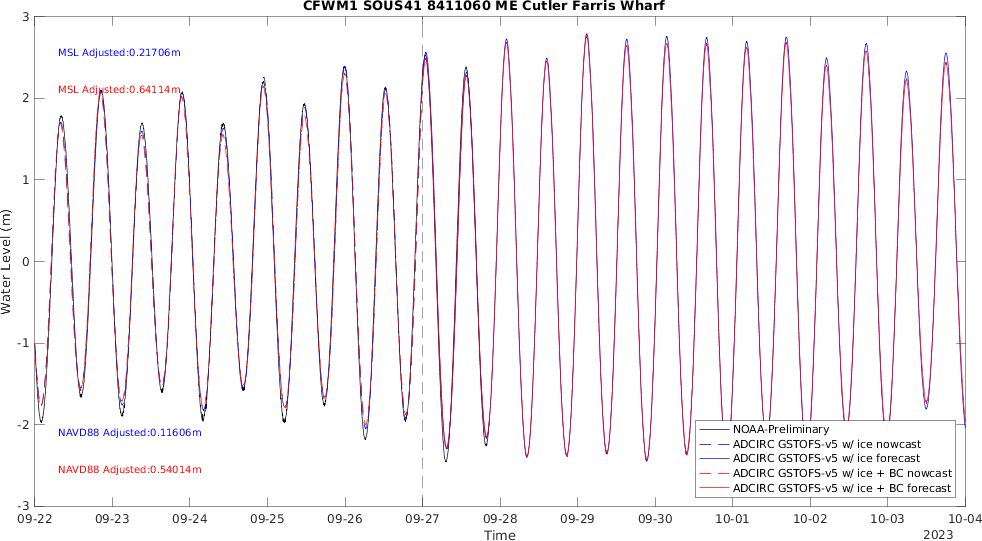 CFWM1 SOUS41 8411060 ME Cutler Farris Wharf
MSL Adjusted:0.21706m
MSL Adjusted:0.64114m
NAVD88 Adjusted:0.11606m
NAVD88 Adjusted:0.54014m
Water Level (m)
3
2
1
0
-1
-2
-3
NOAA-Preliminary
ADCIRC GSTOFS-v5 w/ ice nowcast
ADCIRC GSTOFS-v5 w/ ice forecast
ADCIRC GSTOFS-v5 w/ ice + BC nowcast
ADCIRC GSTOFS-v5 w/ ice + BC forecast
09-22 09-23 09-24 09-25 09-26 09-27 09-28 09-29 09-30 10-01 10-02 10-03 10-04
Time
2023